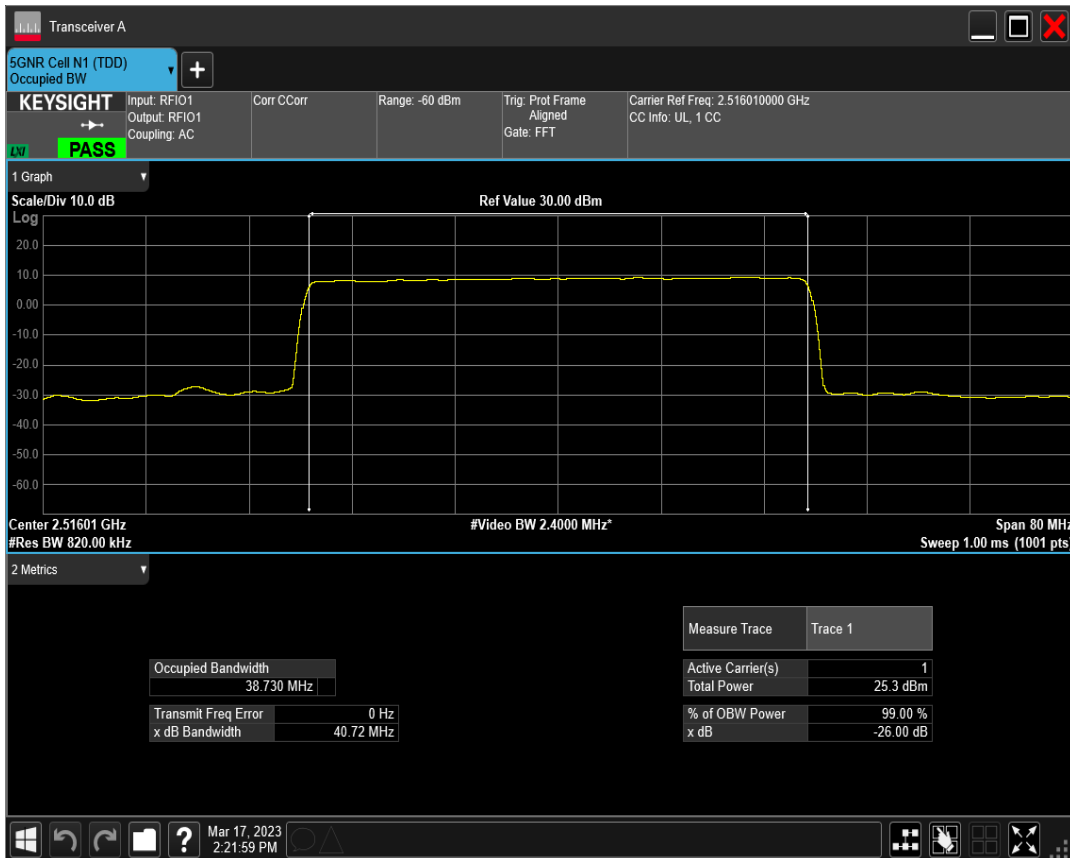 Transceiver A
5GNR Cell N1 (TDD)
Occupied BW
+
KEYSIGHT
LXI
PASS
Input: RFIO1
Output: RFIO1
Coupling: AC
Corr CCorr
Range: -60 dBm
Trig: Prot Frame
Aligned
Gate: FFT
Carrier Ref Freq: 2.516010000 GHz
CC Info: UL, 1 CC
1 Graph
Scale/Div 10.0 dB
Ref Value 30.00 dBm
Log
20.0
10.0
0.00
-10.0
-20.0
-30.0
-40.0
-50.0
-60.0
Center 2.51601 GHz
#Video BW 2.4000 MHz*
Span 80 MHz
#Res BW 820.00 kHz
Sweep 1.00 ms (1001 pts)
2 Metrics
Measure Trace Trace 1
Occupied Bandwidth
38.730 MHz
Active Carrier(s) 1
Total Power 25.3 dBm
Transmit Freq Error 0 Hz
x dB Bandwidth 40.72 MHz
% of OBW Power 99.00 %
x dB -26.00 dB
?
Mar 17, 2023
2:21:59 PM